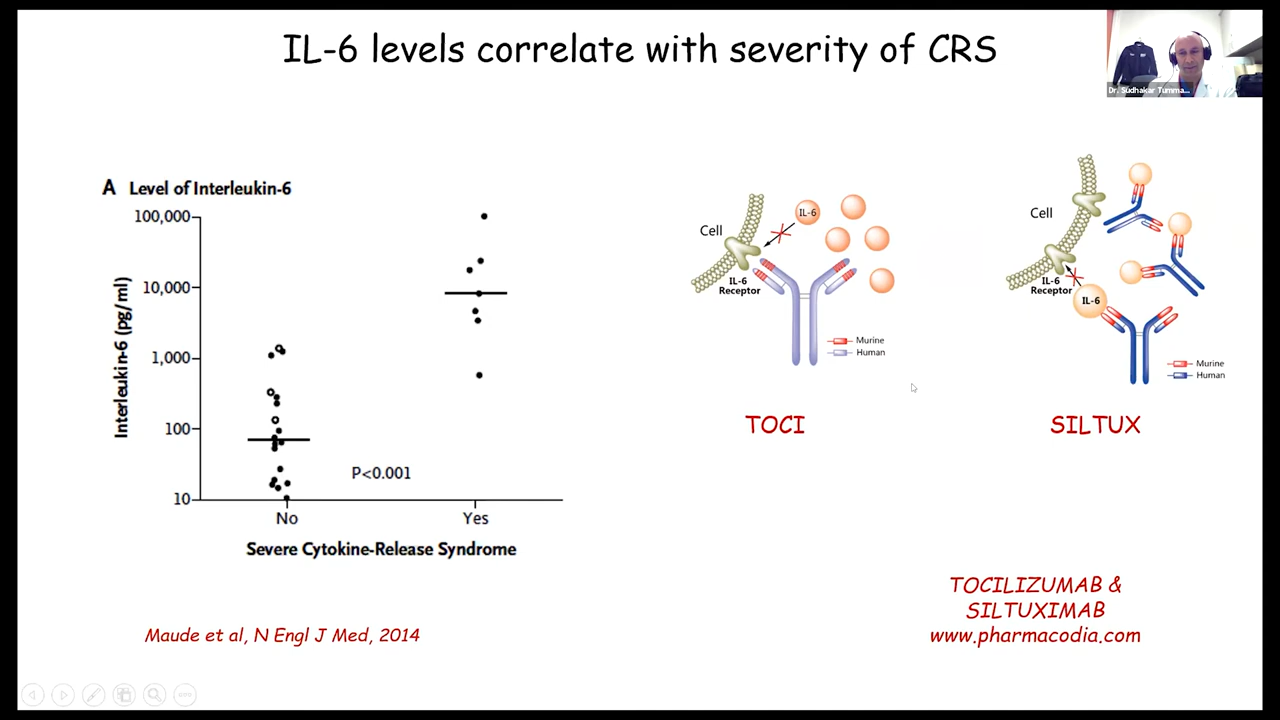 IL-6 levels correlate with severity of CRS
Dr. Sudhakar Tumma...
A Level of Interleukin-6
100,000
10,000
1,000
100
10
Interleukin-6 (pg/ml)
P<0.001
No
Yes
Severe Cytokine-Release Syndrome
Maude et al, N Engl J Med, 2014
Cell
IL-6
IL-6
Receptor
Murine
Human
TOCI
Cell
IL-6
Receptor
IL-6
Murine
Human
SILTUX
TOCILIZUMAB &
SILTUXIMAB
www.pharmacodia.com